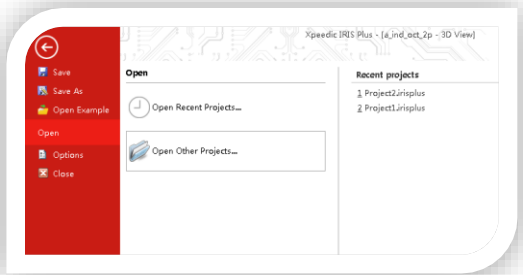 Xpeedic IRIS Plus - [a_ind_oct_2p - 3D View]
Save
Save As
Open Example
Open
Options
Close
Open
Open Recent Projects...
Open Other Projects...
Recent projects
1 Project2.irisplus
2 Project1.irisplus